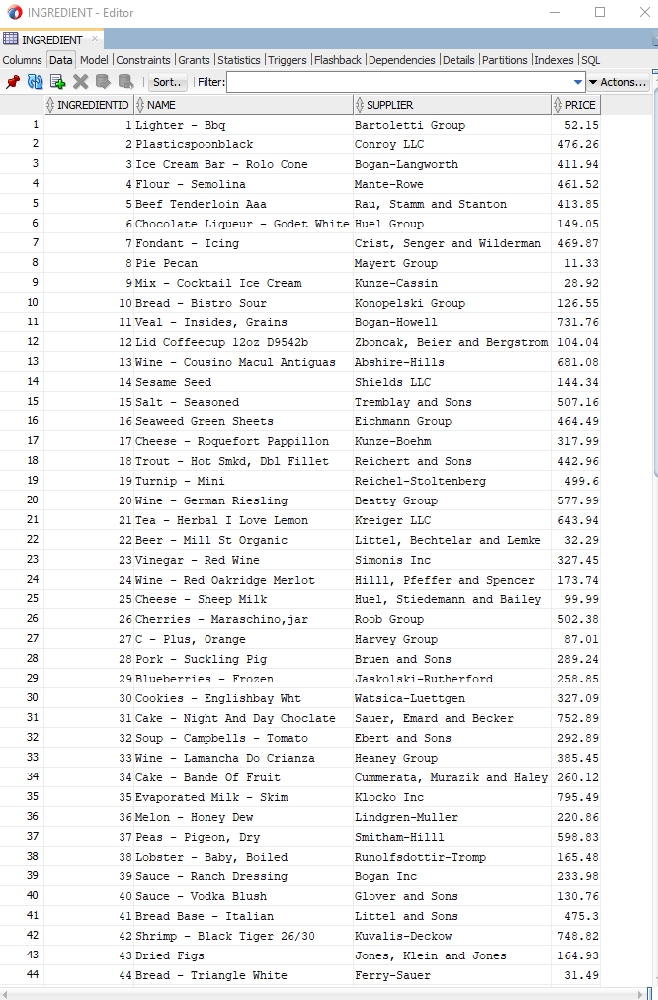 INGREDIENT - Editor
INGREDIENT
Columns Data Model Constraints Grants Statistics Triggers Flashback Dependencies Details Partitions Indexes SQL
Sort.. Filter: Actions...
INGREDIENTID NAME SUPPLIER PRICE
1 1 Lighter - Bbq Bartoletti Group 52.15
2 2 Plasticspoonblack Conroy LLC 476.26
3 3 Ice Cream Bar - Rolo Cone Bogan-Langworth 411.94
4 4 Flour - Semolina Mante-Rowe 461.52
5 5 Beef Tenderloin Aaa Rau, Stamm and Stanton 413.85
6 6 Chocolate Liqueur - Godet White Huel Group 149.05
7 7 Fondant - Icing Crist, Senger and Wilderman 469.87
8 8 Pie Pecan Mayert Group 11.33
9 9 Mix - Cocktail Ice Cream Kunze-Cassin 28.92
10 10 Bread - Bistro Sour Konopelski Group 126.55
11 11 Veal - Insides, Grains Bogan-Howell 731.76
12 12 Lid Coffeecup 12oz D9542b Zboncak, Beier and Bergstrom 104.04
13 13 Wine - Cousino Macul Antiguas Abshire-Hills 681.08
14 14 Sesame Seed Shields LLC 144.34
15 15 Salt - Seasoned Tremblay and Sons 507.16
16 16 Seaweed Green Sheets Eichmann Group 464.49
17 17 Cheese - Roquefort Pappillon Kunze-Boehm 317.99
18 18 Trout - Hot Smkd, Dbl Fillet Reichert and Sons 442.96
19 19 Turnip - Mini Reichel-Stoltenberg 499.6
20 20 Wine - German Riesling Beatty Group 577.99
21 21 Tea - Herbal I Love Lemon Kreiger LLC 643.94
22 22 Beer - Mill St Organic Littel, Bechtelar and Lemke 32.29
23 23 Vinegar - Red Wine Simonis Inc 327.45
24 24 Wine - Red Oakridge Merlot Hilll, Pfeffer and Spencer 173.74
25 25 Cheese - Sheep Milk Huel, Stiedemann and Bailey 99.99
26 26 Cherries - Maraschino,jar Roob Group 502.38
27 27 C - Plus, Orange Harvey Group 87.01
28 28 Pork - Suckling Pig Bruen and Sons 289.24
29 29 Blueberries - Frozen Jaskolski-Rutherford 258.85
30 30 Cookies - Englishbay Wht Watsica-Luettgen 327.09
31 31 Cake - Night And Day Choclate Sauer, Emard and Becker 752.89
32 32 Soup - Campbells - Tomato Ebert and Sons 292.89
33 33 Wine - Lamancha Do Crianza Heaney Group 385.45
34 34 Cake - Bande Of Fruit Cummerata, Murazik and Haley 260.12
35 35 Evaporated Milk - Skim Klocko Inc 795.49
36 36 Melon - Honey Dew Lindgren-Muller 220.86
37 37 Peas - Pigeon, Dry Smitham-Hilll 598.83
38 38 Lobster - Baby, Boiled Runolfsdottir-Tromp 165.48
39 39 Sauce - Ranch Dressing Bogan Inc 233.98
40 40 Sauce - Vodka Blush Glover and Sons 130.76
41 41 Bread Base - Italian Littel and Sons 475.3
42 42 Shrimp - Black Tiger 26/30 Kuvalis-Deckow 748.82
43 43 Dried Figs Jones, Klein and Jones 164.93
44 44 Bread - Triangle White Ferry-Sauer 31.49